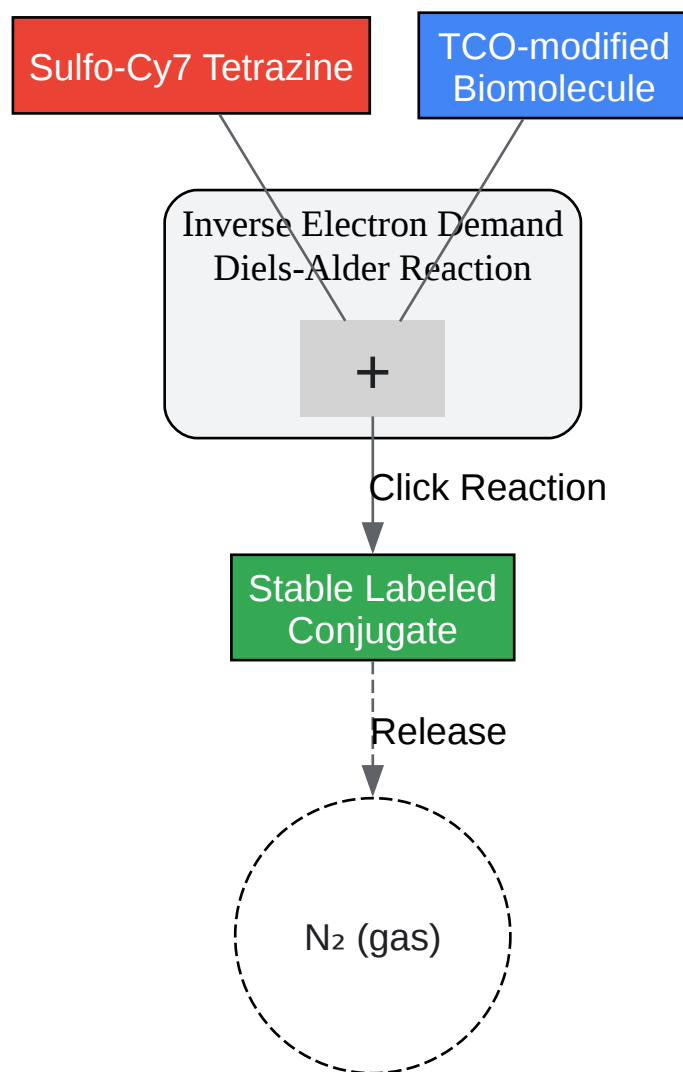 Sulfo-Cy7 Tetrazine
TCO-modified
Biomolecule
Inverse Electron Demand
Diels-Alder Reaction
+
Click Reaction
Stable Labeled
Conjugate
Release
N₂ (gas)